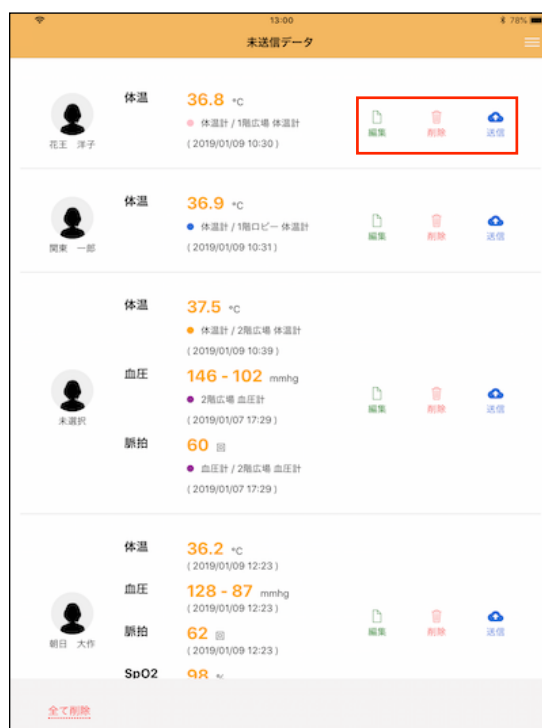 13:00
78%
未送信データ
体温
36.8 °C
体温計 / 1階広場 体温計
( 2019/01/09 10:30 )
花王 洋子
編集
削除
送信
体温
36.9 °C
体温計 / 1階ロビー 体温計
( 2019/01/09 10:31 )
関東 一郎
編集
削除
送信
体温
37.5 °C
体温計 / 2階広場 体温計
( 2019/01/09 10:39 )
血圧
146 - 102 mmhg
2階広場 血圧計
( 2019/01/07 17:29 )
未選択
編集
削除
送信
脈拍
60 回
血圧計 / 2階広場 血圧計
( 2019/01/07 17:29 )
体温
36.2 °C
( 2019/01/09 12:23 )
血圧
128 - 87 mmhg
( 2019/01/09 12:23 )
脈拍
62 回
( 2019/01/09 12:23 )
朝日 大作
編集
削除
送信
SpO2
98 %
全て削除